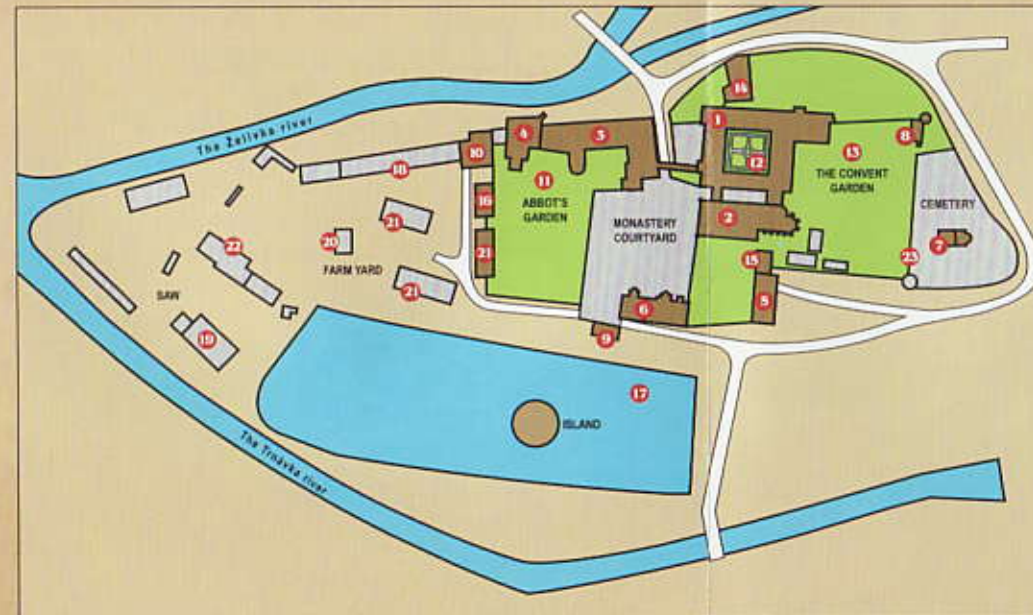 The Želivka river
14
1
4
3
8
10
18
12
13
THE CONVENT
GARDEN
11
ABBOT'S
GARDEN
16
CEMETERY
21
2
MONASTERY
COURTYARD
20
22
21
7
FARM YARD
15
23
21
SAW
6
5
19
9
17
ISLAND
The Trnávka river